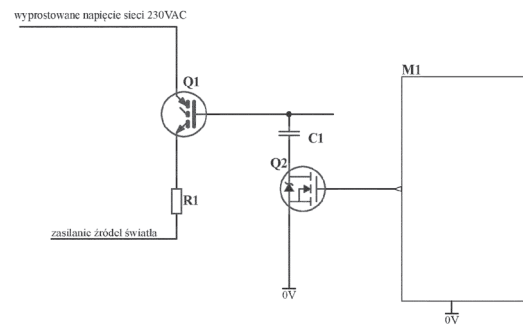 wyprostowane napięcie sieci 230VAC
Q1
M1
C1
Q2
R1
zasilanie źródeł światła
0V
0V